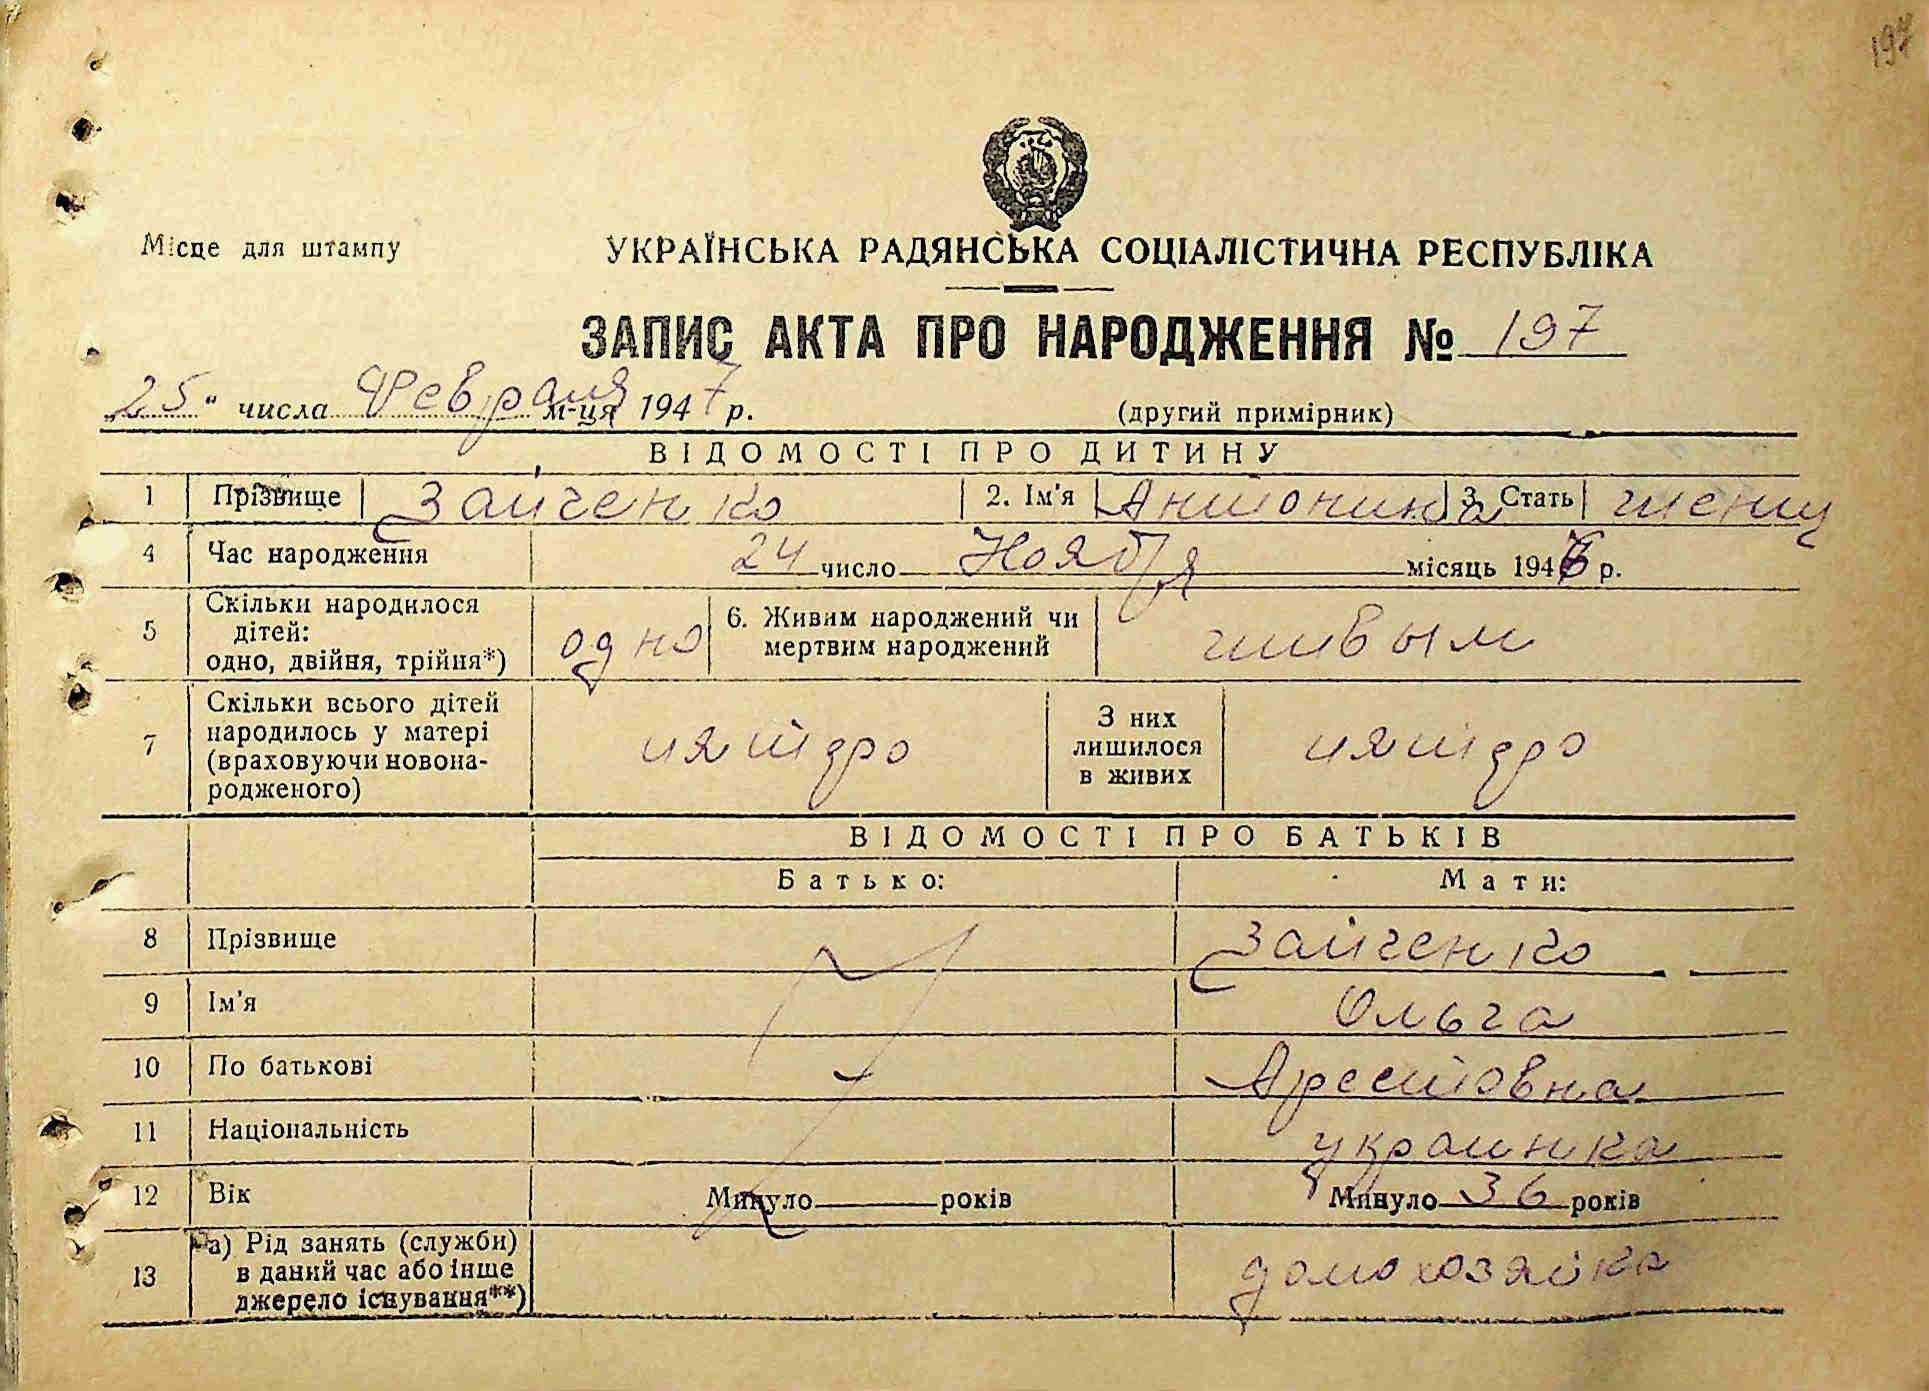 197
Місце для штампу
УКРАЇНСЬКА РАДЯНСЬКА СОЦІАЛІСТИЧНА РЕСПУБЛІКА
ЗАПИС АКТА ПРО НАРОДЖЕННЯ № 197
„25" числа Февраля м-ця 1947 р. (другий примірник)
ВІДОМОСТІ ПРО ДИТИНУ
1 Прізвище Зайченко 2. Ім'я Антонина 3. Стать женщ
4 Час народження 24 число Ноября місяць 1946 р.
5 Скільки народилося дітей: одно, двійня, трійня*) одно 6. Живим народжений чи мертвим народжений живым
7 Скільки всього дітей народилось у матері (враховуючи новонародженого) пятеро З них лишилося в живих пятеро
ВІДОМОСТІ ПРО БАТЬКІВ
Батько: Мати:
8 Прізвище Зайченко
9 Ім'я Ольга
10 По батькові Арестовна
11 Національність украинка
12 Вік Минуло років Минуло 36 років
13 а) Рід занять (служби) в даний час або інше джерело існування**) домохозяйка